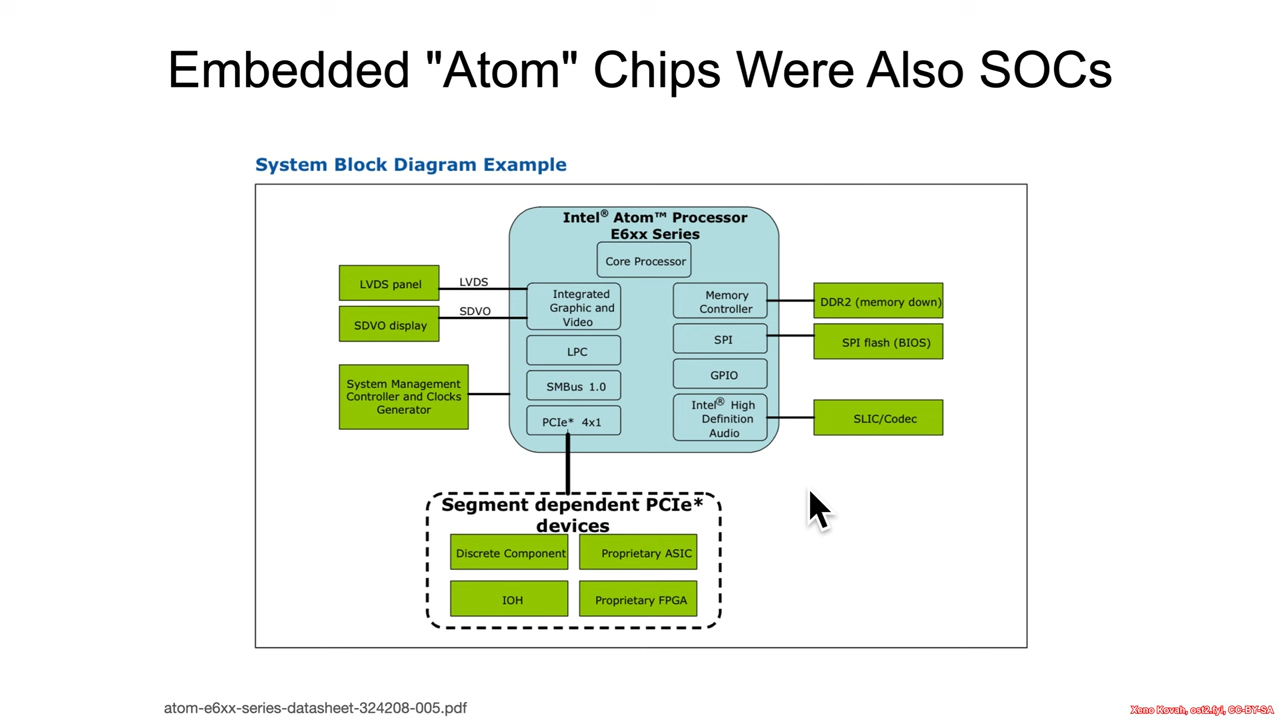 Embedded "Atom" Chips Were Also SOCs
System Block Diagram Example
Intel® Atom™ Processor
E6xx Series
Core Processor
LVDS panel
LVDS
SDVO display
SDVO
Integrated
Graphic and
Video
LPC
SMBus 1.0
PCIe* 4x1
System Management
Controller and Clocks
Generator
Memory
Controller
SPI
GPIO
Intel® High
Definition
Audio
DDR2 (memory down)
SPI flash (BIOS)
SLIC/Codec
Segment dependent PCIe*
devices
Discrete Component
Proprietary ASIC
IOH
Proprietary FPGA
atom-e6xx-series-datasheet-324208-005.pdf
Xeno Kovah, ost2.fyi, CC-BY-SA